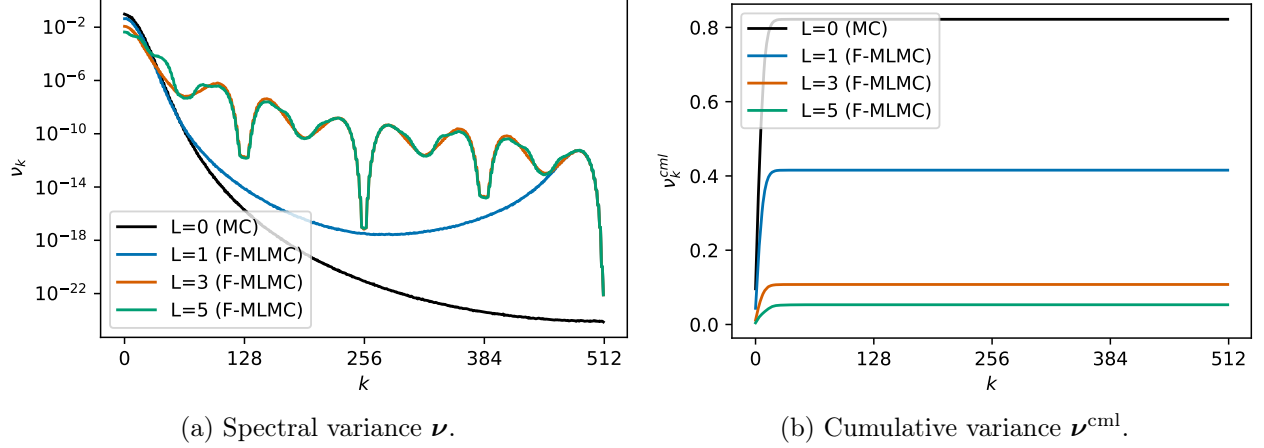 10^{-2}
10^{-6}
10^{-10}
10^{-14}
10^{-18}
10^{-22}
ν_k
L=0 (MC)
L=1 (F-MLMC)
L=3 (F-MLMC)
L=5 (F-MLMC)
0 128 256 384 512
k
(a) Spectral variance ν.
0.8
0.6
0.4
0.2
0.0
ν_k^{cml}
L=0 (MC)
L=1 (F-MLMC)
L=3 (F-MLMC)
L=5 (F-MLMC)
0 128 256 384 512
k
(b) Cumulative variance ν^{cml}.